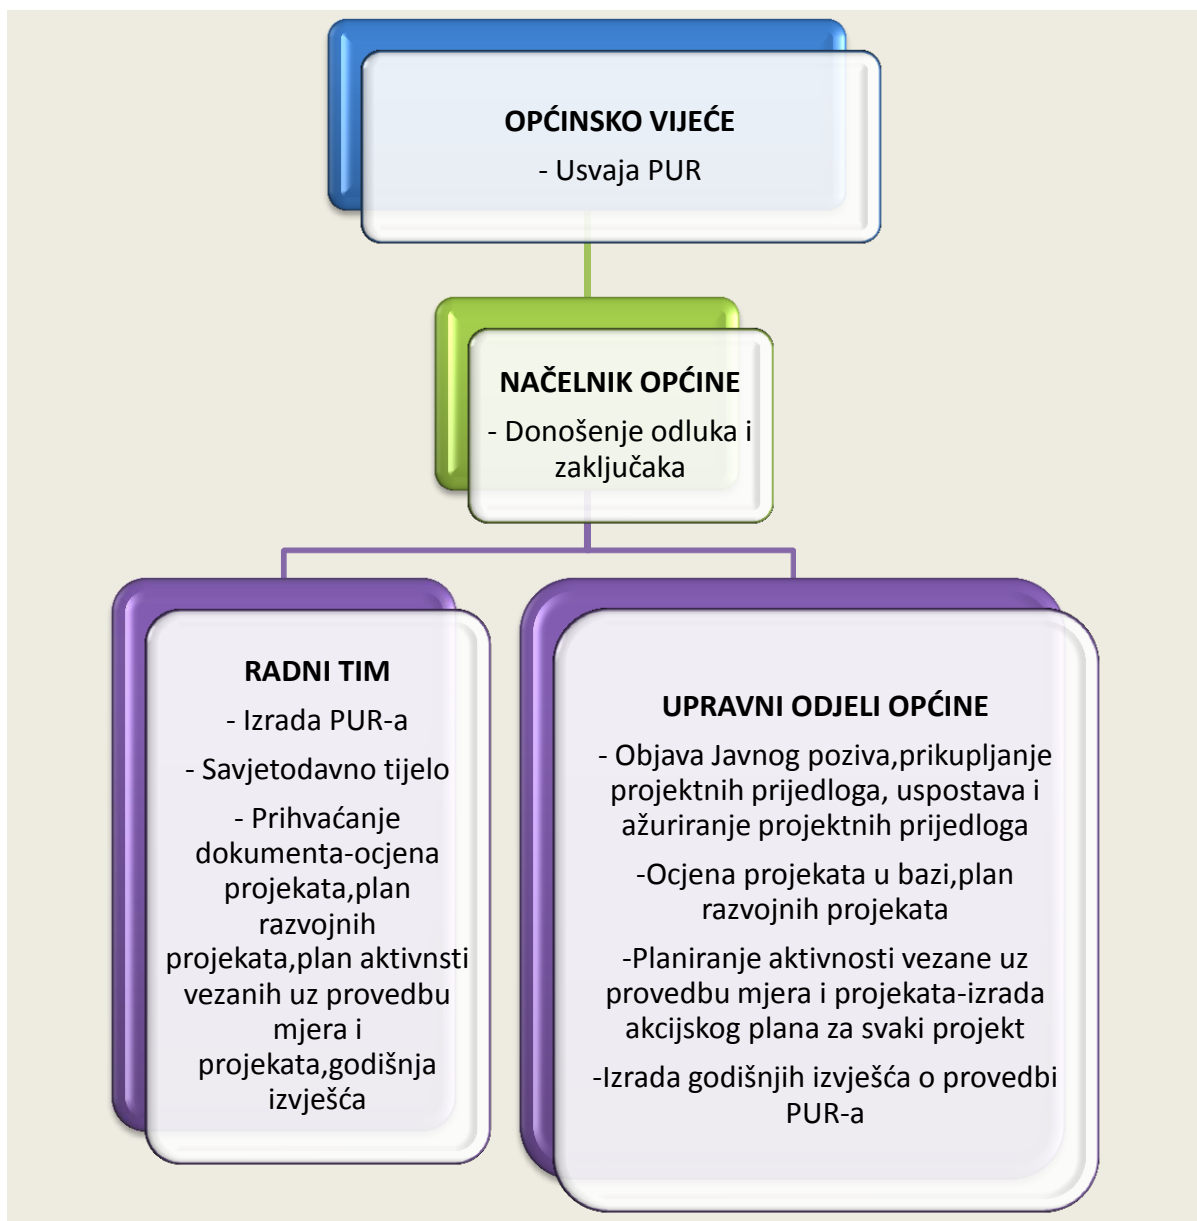 OPĆINSKO VIJEĆE
- Usvaja PUR
NAČELNIK OPĆINE
- Donošenje odluka i
zaključaka
RADNI TIM
- Izrada PUR-a
- Savjetodavno tijelo
- Prihvaćanje
dokumenta-ocjena
projekata,plan
razvojnih
projekata,plan aktivnsti
vezanih uz provedbu
mjera i
projekata,godišnja
izvješća
UPRAVNI ODJELI OPĆINE
- Objava Javnog poziva,prikupljanje
projektnih prijedloga, uspostava i
ažuriranje projektnih prijedloga
-Ocjena projekata u bazi,plan
razvojnih projekata
-Planiranje aktivnosti vezane uz
provedbu mjera i projekata-izrada
akcijskog plana za svaki projekt
-Izrada godišnjih izvješća o provedbi
PUR-a